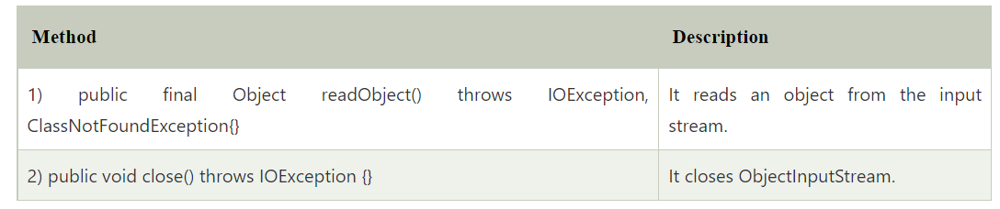 Method Description
1) public final Object readObject() throws IOException, It reads an object from the input
ClassNotFoundException{} stream.
2) public void close() throws IOException {} It closes ObjectInputStream.